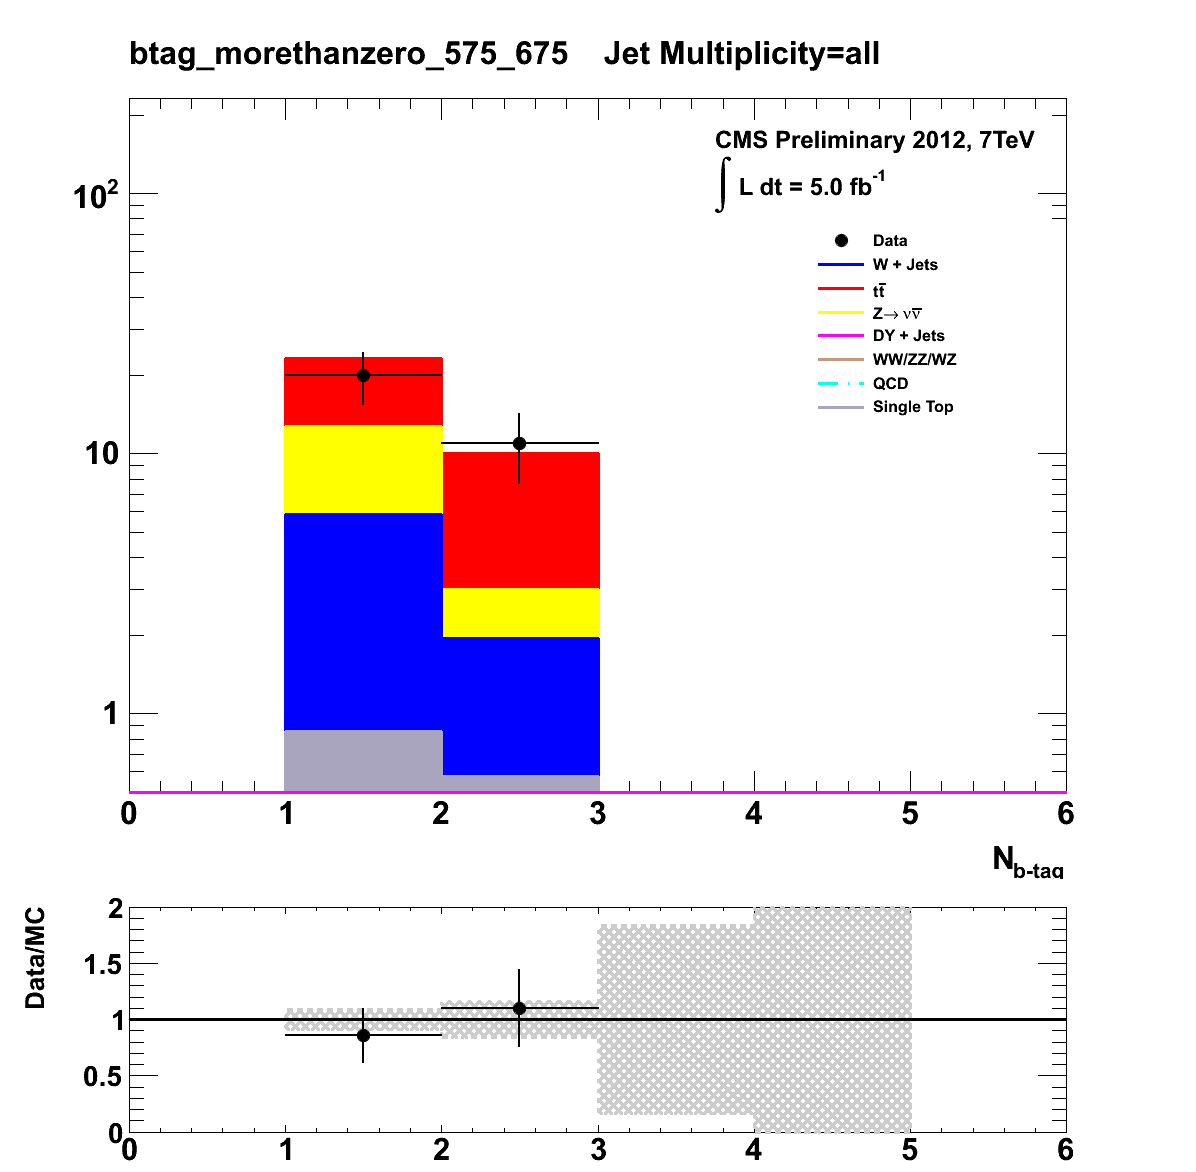 btag_morethanzero_575_675 Jet Multiplicity=all
CMS Preliminary 2012, 7TeV
∫ L dt = 5.0 fb⁻¹
Data
W + Jets
tt̅
Z→ νν̅
DY + Jets
WW/ZZ/WZ
QCD
Single Top
10²
10
1
0 1 2 3 4 5 6
N_b-tag
Data/MC
2
1.5
1
0.5
0
0 1 2 3 4 5 6